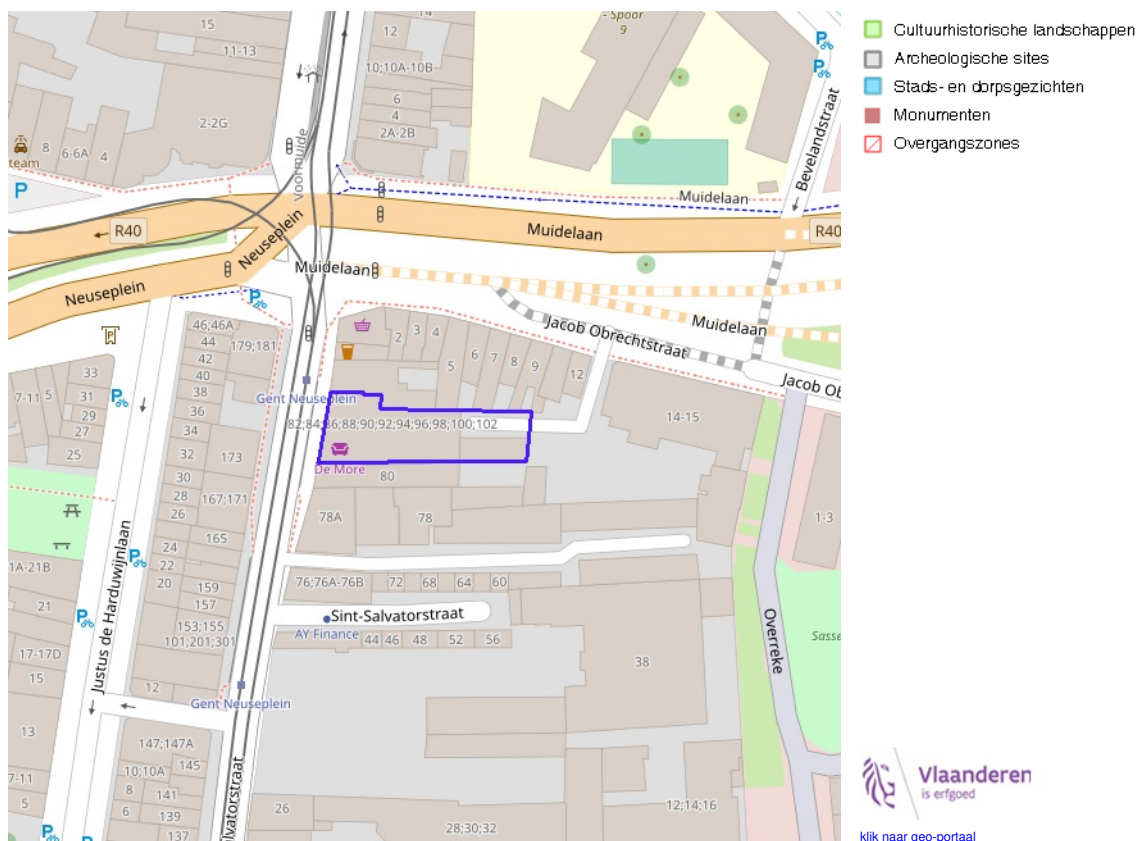 - Spoor
9
15
11-13
14
12
10;10A-10B
6
4
2A-2B
2-2G
Voormuide
8
6-6A
4
team
P
Bevelandstraat
Muidelaan
R40
Neuseplein
Muidelaan
R40
Muidelaan
Neuseplein
Muidelaan
Jacob Obrechtstraat
Jacob Ob
46;46A
44
179;181
42
40
38
36
34
32
173
30
28
167;171
26
165
24
22
20
159
157
153;155
101;201;301
12
33
7-11
5
31
29
27
25
2
3
4
5
6
7
8
9
12
14-15
Gent Neuseplein
82;84;86;88;90;92;94;96;98;100;102
De More
80
78A
78
1-3
76;76A-76B
72
68
64
60
Sint-Salvatorstraat
AY Finance
44
46
48
52
56
38
Overreke
Sasse
Justus de Harduwijnlaan
1A-21B
21
17-17D
15
13
7-11
5
Gent Neuseplein
147;147A
10;10A
145
8
141
6
139
137
Salvatorstraat
26
28;30;32
12;14;16
Cultuurhistorische landschappen
Archeologische sites
Stads- en dorpsgezichten
Monumenten
Overgangszones
Vlaanderen
is erfgoed
klik naar geo-portaal